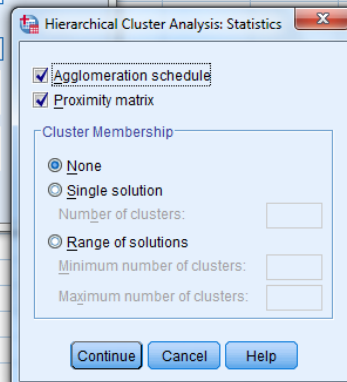 Hierarchical Cluster Analysis: Statistics
Agglomeration schedule
Proximity matrix
Cluster Membership
None
Single solution
Number of clusters:
Range of solutions
Minimum number of clusters:
Maximum number of clusters:
Continue Cancel Help